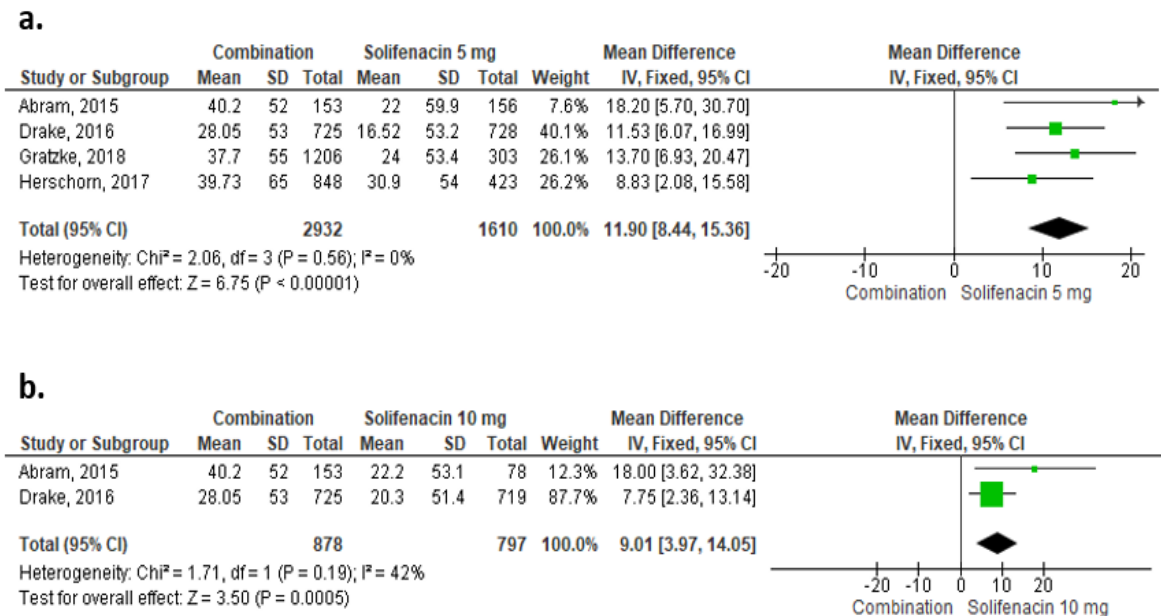 a.
Combination Solifenacin 5 mg Mean Difference Mean Difference
Study or Subgroup Mean SD Total Mean SD Total Weight IV, Fixed, 95% CI IV, Fixed, 95% CI
Abram, 2015 40.2 52 153 22 59.9 156 7.6% 18.20 [5.70, 30.70]
Drake, 2016 28.05 53 725 16.52 53.2 728 40.1% 11.53 [6.07, 16.99]
Gratzke, 2018 37.7 55 1206 24 53.4 303 26.1% 13.70 [6.93, 20.47]
Herschorn, 2017 39.73 65 848 30.9 54 423 26.2% 8.83 [2.08, 15.58]
Total (95% CI) 2932 1610 100.0% 11.90 [8.44, 15.36]
Heterogeneity: Chi² = 2.06, df = 3 (P = 0.56); I² = 0%
Test for overall effect: Z = 6.75 (P < 0.00001)
-20 -10 0 10 20
Combination Solifenacin 5 mg
b.
Combination Solifenacin 10 mg Mean Difference Mean Difference
Study or Subgroup Mean SD Total Mean SD Total Weight IV, Fixed, 95% CI IV, Fixed, 95% CI
Abram, 2015 40.2 52 153 22.2 53.1 78 12.3% 18.00 [3.62, 32.38]
Drake, 2016 28.05 53 725 20.3 51.4 719 87.7% 7.75 [2.36, 13.14]
Total (95% CI) 878 797 100.0% 9.01 [3.97, 14.05]
Heterogeneity: Chi² = 1.71, df = 1 (P = 0.19); I² = 42%
Test for overall effect: Z = 3.50 (P = 0.0005)
-20 -10 0 10 20
Combination Solifenacin 10 mg